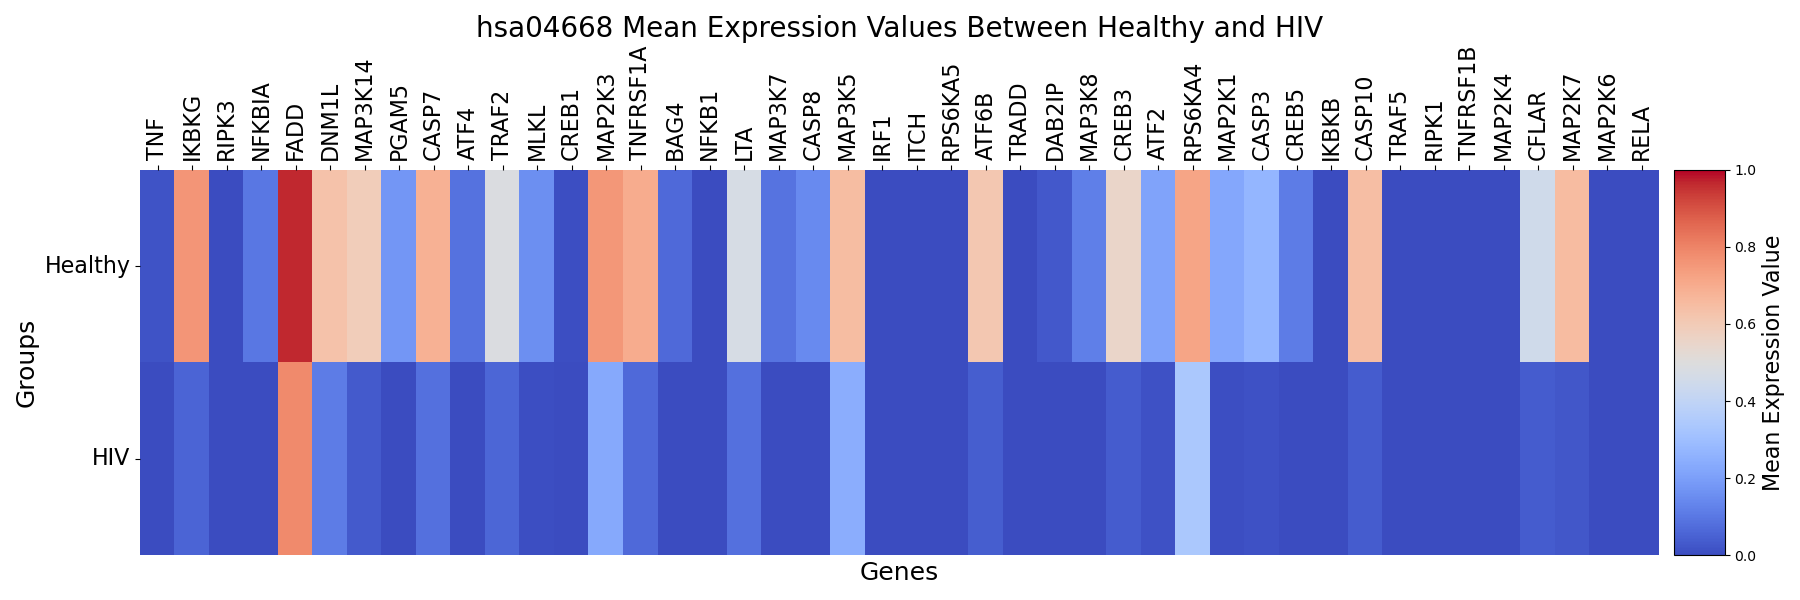 hsa04668 Mean Expression Values Between Healthy and HIV
TNF
IKBKG
RIPK3
NFKBIA
FADD
DNM1L
MAP3K14
PGAM5
CASP7
ATF4
TRAF2
MLKL
CREB1
MAP2K3
TNFRSF1A
BAG4
NFKB1
LTA
MAP3K7
CASP8
MAP3K5
IRF1
ITCH
RPS6KA5
ATF6B
TRADD
DAB2IP
MAP3K8
CREB3
ATF2
RPS6KA4
MAP2K1
CASP3
CREB5
IKBKB
CASP10
TRAF5
RIPK1
TNFRSF1B
MAP2K4
CFLAR
MAP2K7
MAP2K6
RELA
Groups
Healthy
HIV
Genes
1.0
0.8
0.6
0.4
0.2
0.0
Mean Expression Value